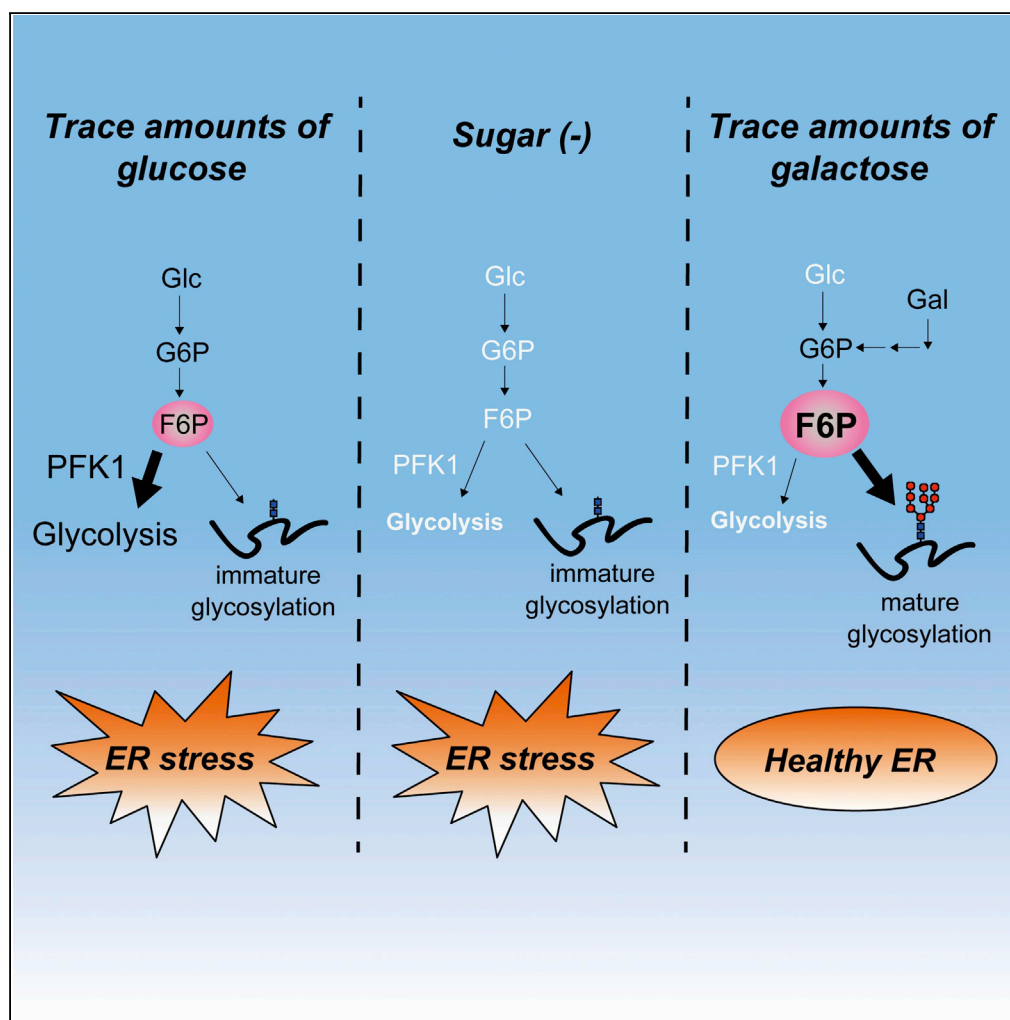 Trace amounts of
glucose
Glc
G6P
F6P
PFK1
Glycolysis
immature
glycosylation
ER stress
Sugar (-)
Glc
G6P
F6P
PFK1
Glycolysis
immature
glycosylation
ER stress
Trace amounts of
galactose
Glc
Gal
G6P
F6P
PFK1
Glycolysis
mature
glycosylation
Healthy ER